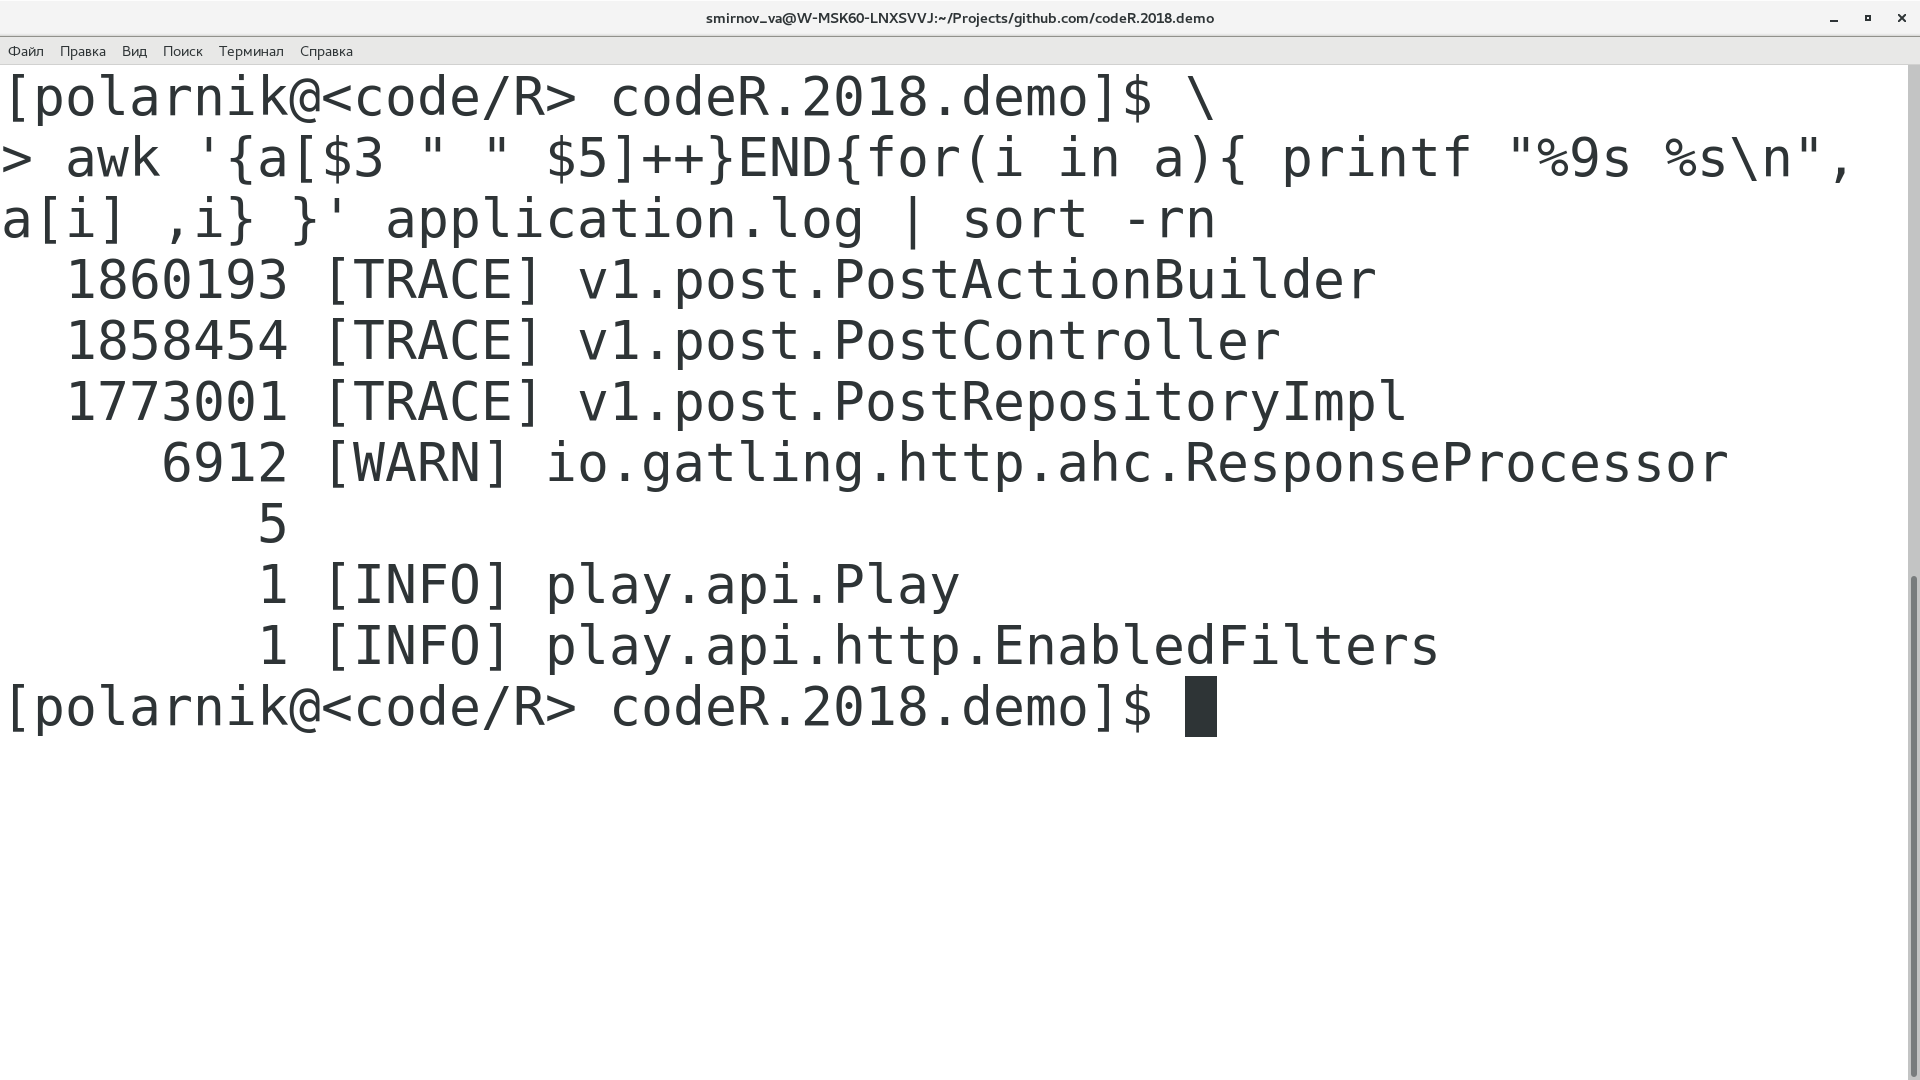 smirnov_va@W-MSK60-LNXSVVJ:~/Projects/github.com/codeR.2018.demo
Файл Правка Вид Поиск Терминал Справка
[polarnik@<code/R> codeR.2018.demo]$ \
> awk '{a[$3 " " $5]++}END{for(i in a){ printf "%9s %s\n",
a[i] ,i} }' application.log | sort -rn
  1860193 [TRACE] v1.post.PostActionBuilder
  1858454 [TRACE] v1.post.PostController
  1773001 [TRACE] v1.post.PostRepositoryImpl
     6912 [WARN] io.gatling.http.ahc.ResponseProcessor
        5
        1 [INFO] play.api.Play
        1 [INFO] play.api.http.EnabledFilters
[polarnik@<code/R> codeR.2018.demo]$